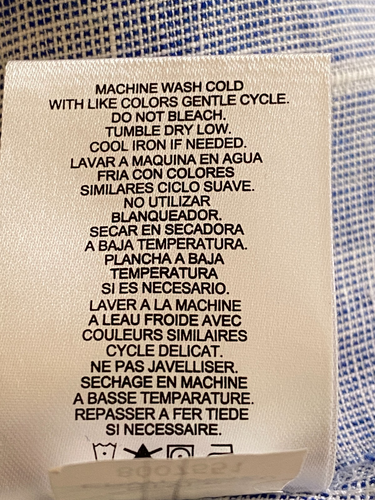 MACHINE WASH COLD
WITH LIKE COLORS GENTLE CYCLE.
DO NOT BLEACH.
TUMBLE DRY LOW.
COOL IRON IF NEEDED.
LAVAR A MAQUINA EN AGUA
FRIA CON COLORES
SIMILARES CICLO SUAVE.
NO UTILIZAR
BLANQUEADOR.
SECAR EN SECADORA
A BAJA TEMPERATURA.
PLANCHA A BAJA
TEMPERATURA
SI ES NECESARIO.
LAVER A LA MACHINE
A LEAU FROIDE AVEC
COULEURS SIMILAIRES
CYCLE DELICAT.
NE PAS JAVELLISER.
SECHAGE EN MACHINE
A BASSE TEMPARATURE.
REPASSER A FER TIEDE
SI NECESSAIRE.